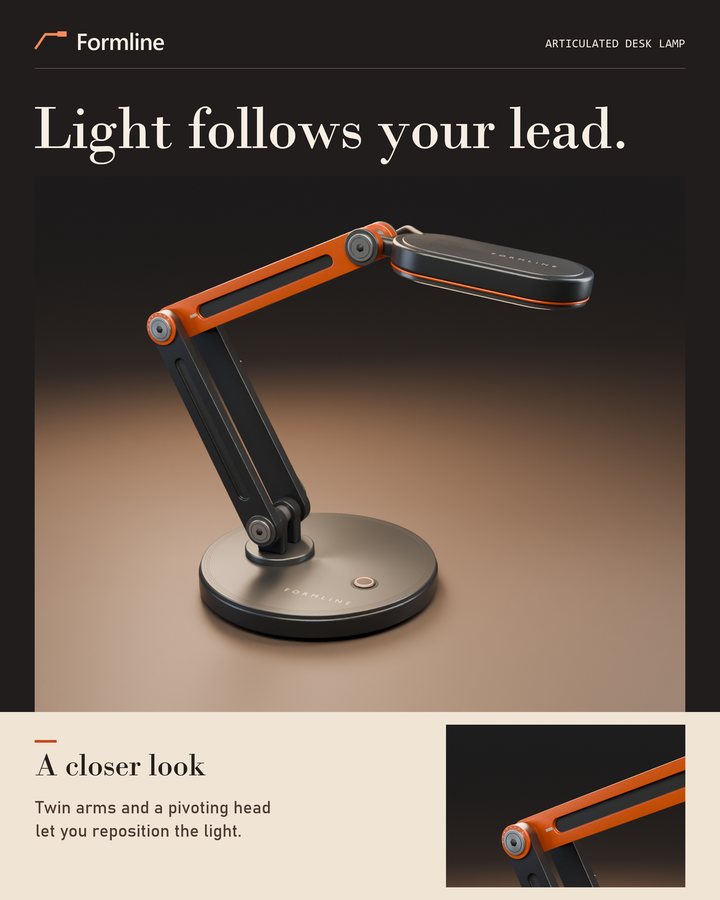 Formline
ARTICULATED DESK LAMP
Light follows your lead.
FORMLINE
FORMLINE
A closer look
Twin arms and a pivoting head
let you reposition the light.